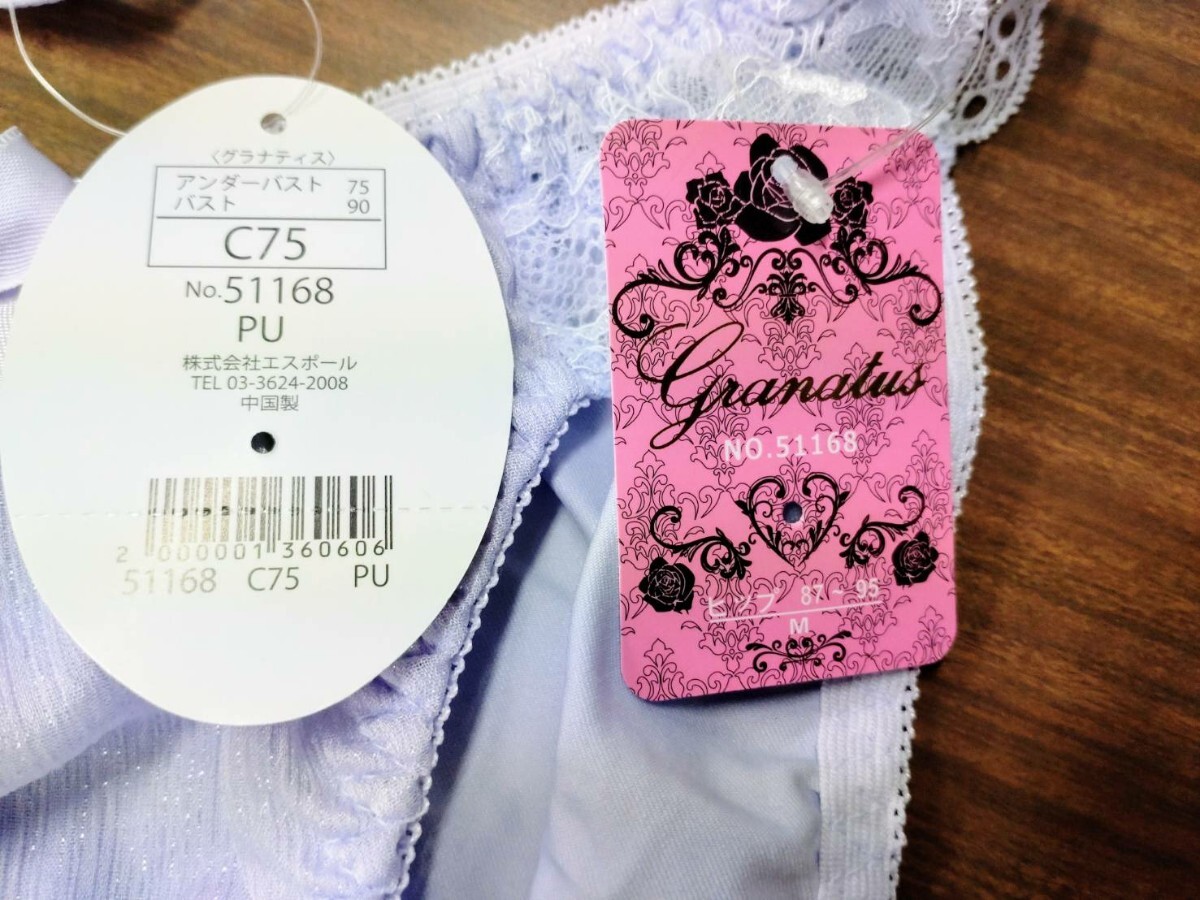 〈グラナティス〉
アンダーバスト 75
バスト 90
C75
No.51168
PU
株式会社エスポール
TEL 03-3624-2008
中国製
2 000001 360606
51168 C75 PU
Granatus
NO.51168
ヒップ 87~95
M